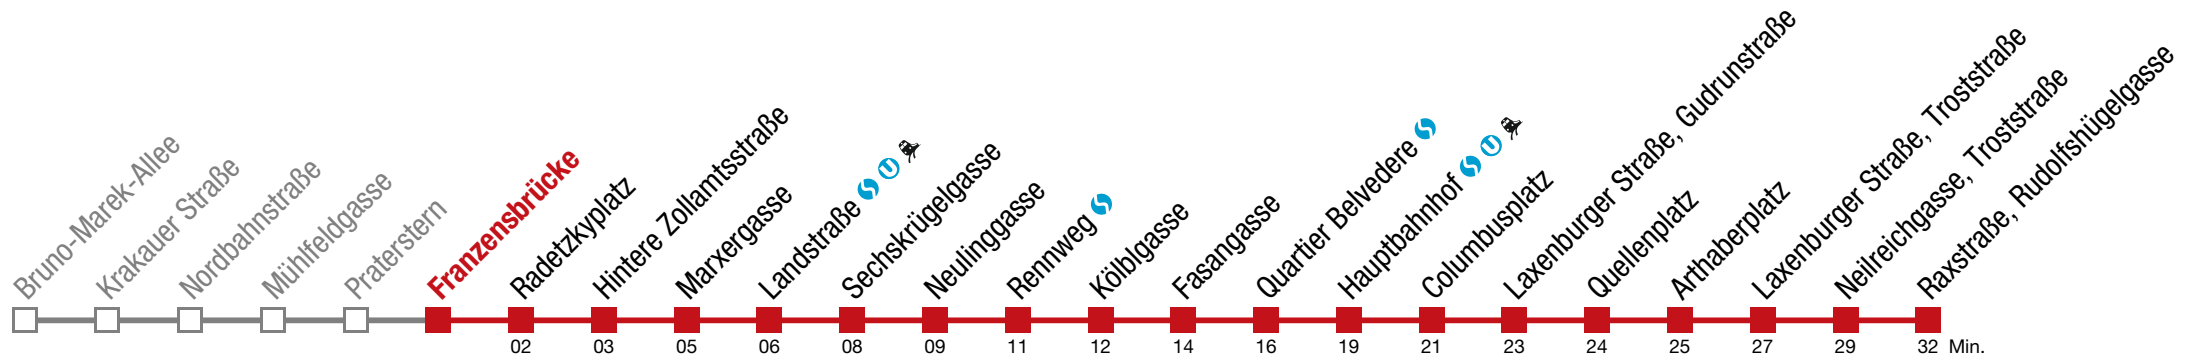 Bruno-Marek-Allee
Krakauer Straße
Nordbahnstraße
Mühlfeldgasse
Praterstern
Franzensbrücke
Radetzkyplatz
Hintere Zollamtsstraße
Marxergasse
Landstraße S U
Sechskrügelgasse
Neulinggasse
Rennweg S
Kölblgasse
Fasangasse
Quartier Belvedere S
Hauptbahnhof S U
Columbusplatz
Laxenburger Straße, Gudrunstraße
Quellenplatz
Arthaberplatz
Laxenburger Straße, Troststraße
Neilreichgasse, Troststraße
Raxstraße, Rudolfshügelgasse
02 03 05 06 08 09 11 12 14 16 19 21 23 24 25 27 29 32 Min.